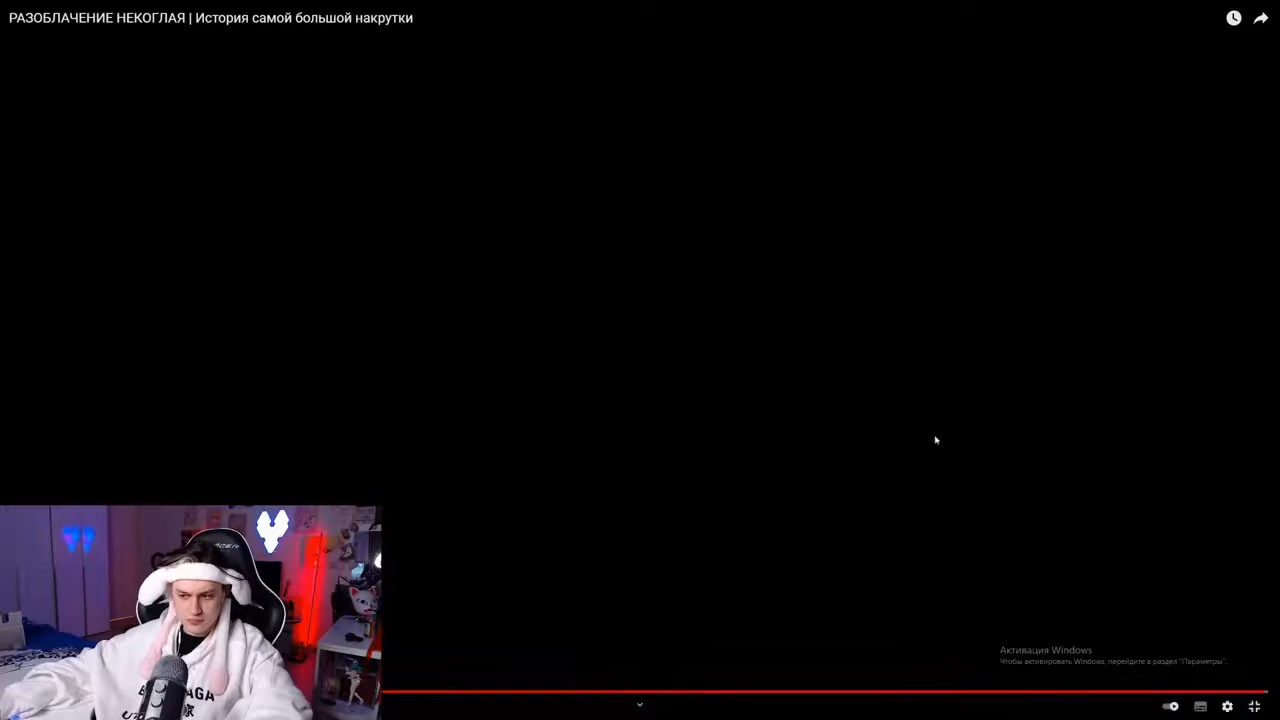 РАЗОБЛАЧЕНИЕ НЕКОГЛАЯ | История самой большой накрутки
Активация Windows
Чтобы активировать Windows, перейдите в раздел "Параметры".